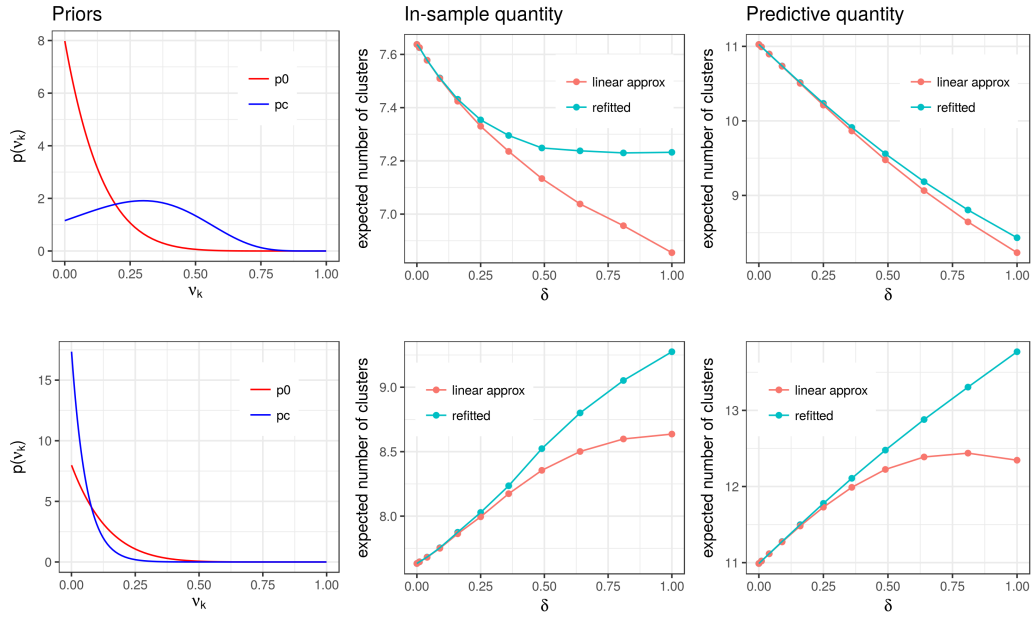 Priors
In-sample quantity
Predictive quantity
p(νk)
8
6
4
2
0
p0
pc
0.00 0.25 0.50 0.75 1.00
νk
expected number of clusters
7.6
7.4
7.2
7.0
linear approx
refitted
0.00 0.25 0.50 0.75 1.00
δ
expected number of clusters
11
10
9
linear approx
refitted
0.00 0.25 0.50 0.75 1.00
δ
p(νk)
15
10
5
0
p0
pc
0.00 0.25 0.50 0.75 1.00
νk
expected number of clusters
9.0
8.5
8.0
linear approx
refitted
0.00 0.25 0.50 0.75 1.00
δ
expected number of clusters
13
12
11
linear approx
refitted
0.00 0.25 0.50 0.75 1.00
δ